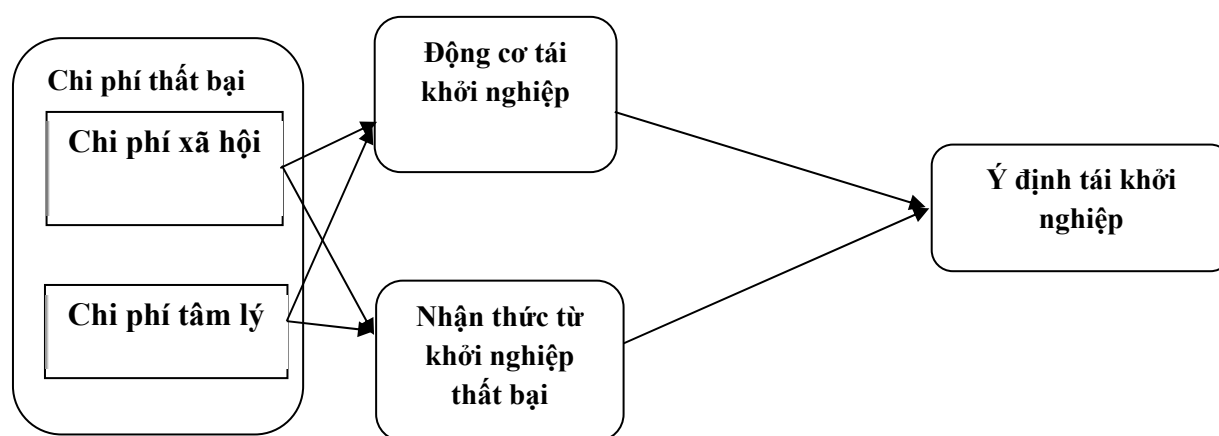 Chi phí thất bại
Chi phí xã hội
Chi phí tâm lý
Động cơ tái
khởi nghiệp
Nhận thức từ
khởi nghiệp
thất bại
Ý định tái khởi
nghiệp